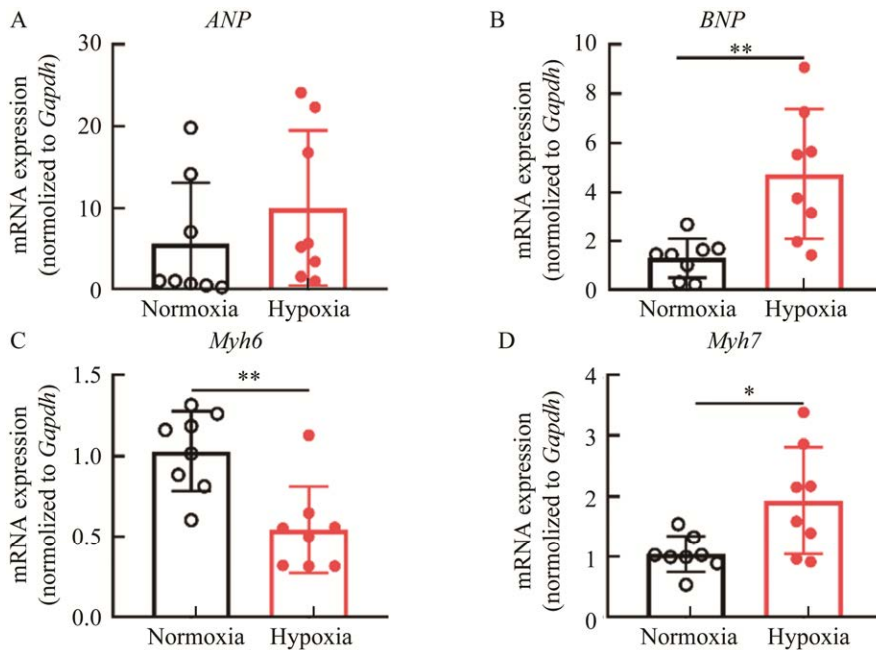 A
ANP
mRNA expression
(normolized to Gapdh)
30
20
10
0
Normoxia
Hypoxia
B
BNP
**
mRNA expression
(normolized to Gapdh)
10
8
6
4
2
0
Normoxia
Hypoxia
C
Myh6
**
mRNA expression
(normolized to Gapdh)
1.5
1.0
0.5
0.0
Normoxia
Hypoxia
D
Myh7
*
mRNA expression
(normolized to Gapdh)
4
3
2
1
0
Normoxia
Hypoxia